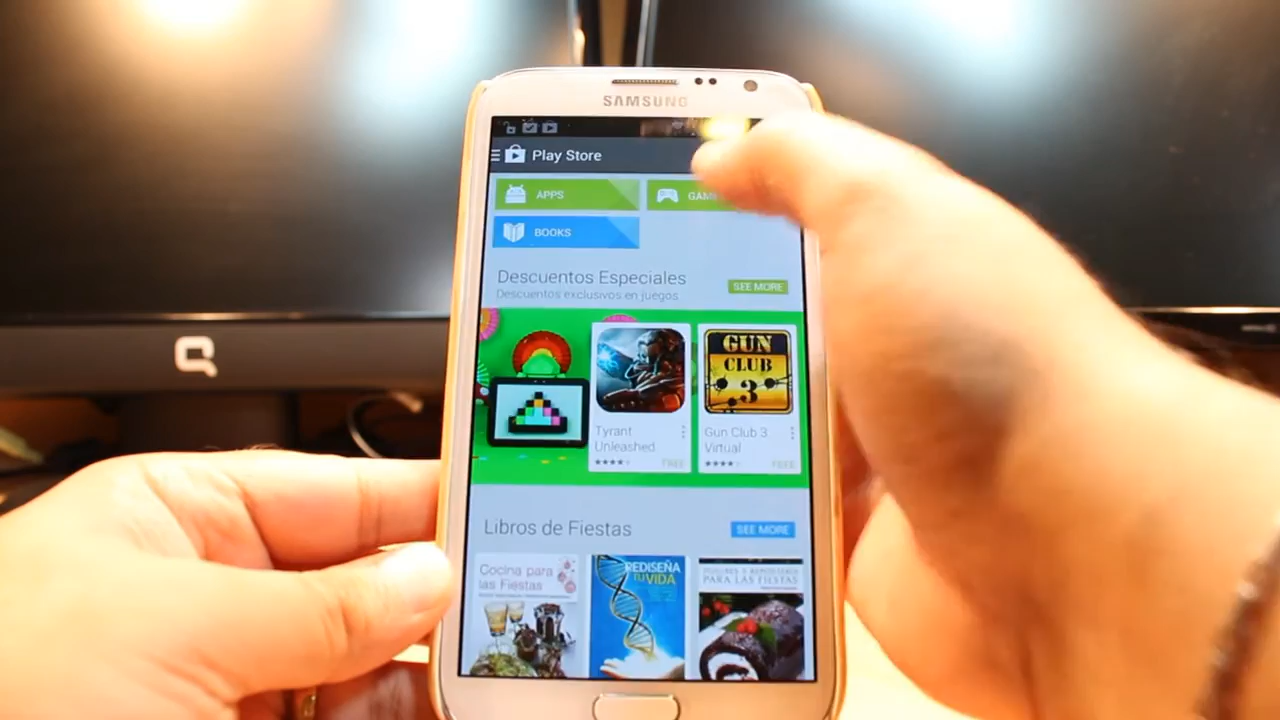 SAMSUNG
Play Store
APPS
GAM
BOOKS
Descuentos Especiales
Descuentos exclusivos en juegos
SEE MORE
GUN
CLUB
3
Tyrant
Unleashed
FREE
Gun Club 3
Virtual
FREE
Libros de Fiestas
SEE MORE
Cocina para
las Fiestas
REDISEÑA
TU VIDA
PARA LAS FIESTAS